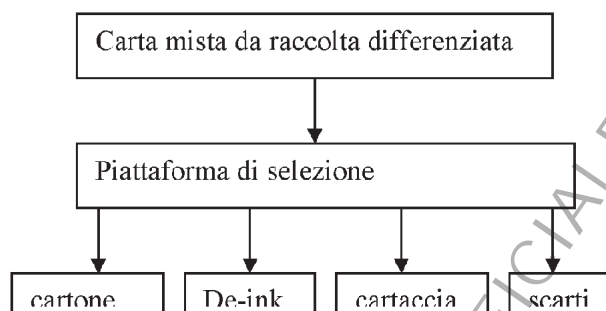 Carta mista da raccolta differenziata
Piattaforma di selezione
cartone De-ink cartaccia scarti